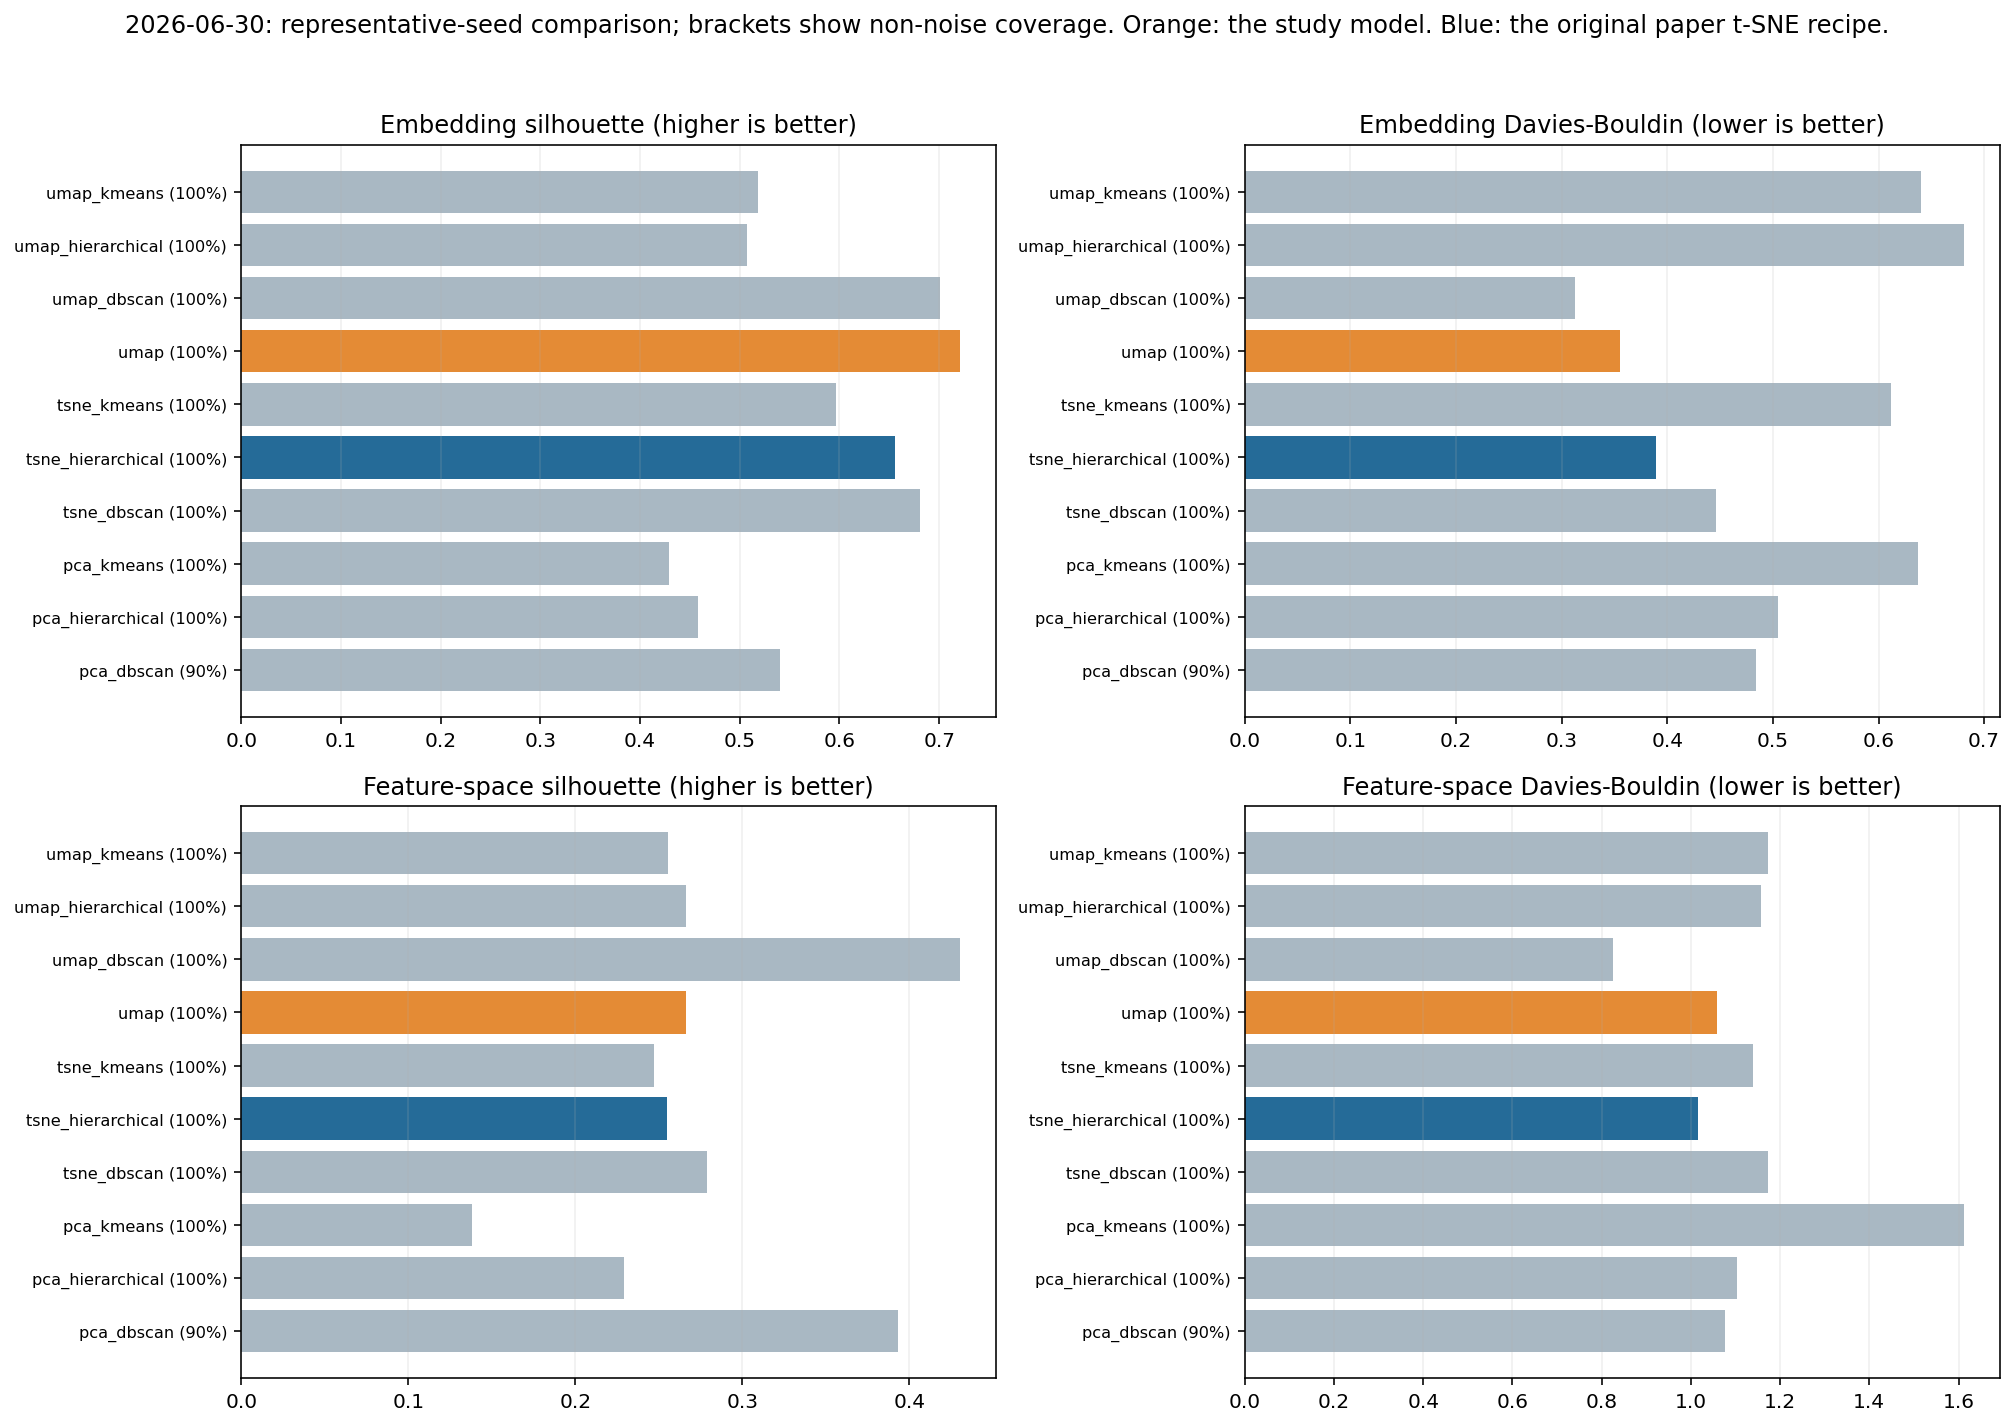 2026-06-30: representative-seed comparison; brackets show non-noise coverage. Orange: the study model. Blue: the original paper t-SNE recipe.
Embedding silhouette (higher is better)
umap_kmeans (100%)
umap_hierarchical (100%)
umap_dbscan (100%)
umap (100%)
tsne_kmeans (100%)
tsne_hierarchical (100%)
tsne_dbscan (100%)
pca_kmeans (100%)
pca_hierarchical (100%)
pca_dbscan (90%)
0.0 0.1 0.2 0.3 0.4 0.5 0.6 0.7
Embedding Davies-Bouldin (lower is better)
umap_kmeans (100%)
umap_hierarchical (100%)
umap_dbscan (100%)
umap (100%)
tsne_kmeans (100%)
tsne_hierarchical (100%)
tsne_dbscan (100%)
pca_kmeans (100%)
pca_hierarchical (100%)
pca_dbscan (90%)
0.0 0.1 0.2 0.3 0.4 0.5 0.6 0.7
Feature-space silhouette (higher is better)
umap_kmeans (100%)
umap_hierarchical (100%)
umap_dbscan (100%)
umap (100%)
tsne_kmeans (100%)
tsne_hierarchical (100%)
tsne_dbscan (100%)
pca_kmeans (100%)
pca_hierarchical (100%)
pca_dbscan (90%)
0.0 0.1 0.2 0.3 0.4
Feature-space Davies-Bouldin (lower is better)
umap_kmeans (100%)
umap_hierarchical (100%)
umap_dbscan (100%)
umap (100%)
tsne_kmeans (100%)
tsne_hierarchical (100%)
tsne_dbscan (100%)
pca_kmeans (100%)
pca_hierarchical (100%)
pca_dbscan (90%)
0.0 0.2 0.4 0.6 0.8 1.0 1.2 1.4 1.6